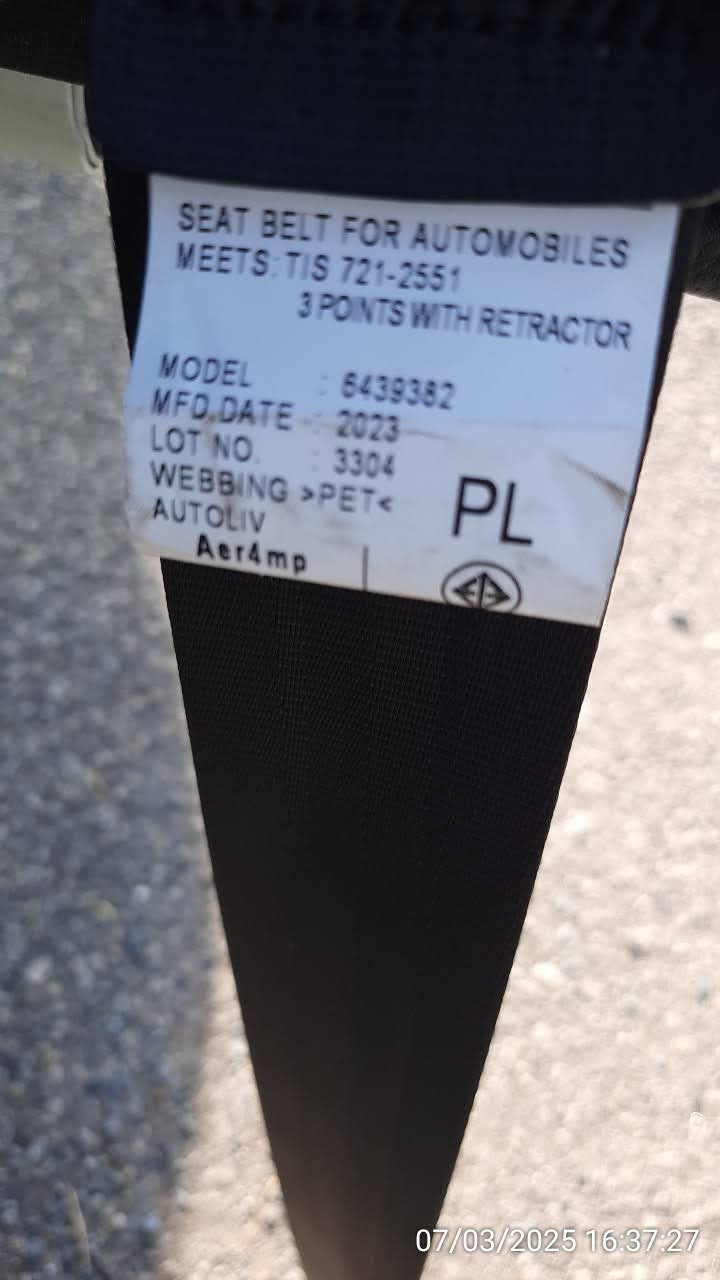 SEAT BELT FOR AUTOMOBILES
MEETS: TIS 721-2551
3 POINTS WITH RETRACTOR
MODEL : 6439382
MFD.DATE : 2023
LOT NO. : 3304
WEBBING >PET<
PL
AUTOLIV
Aer4mp
07/03/2025 16:37:27